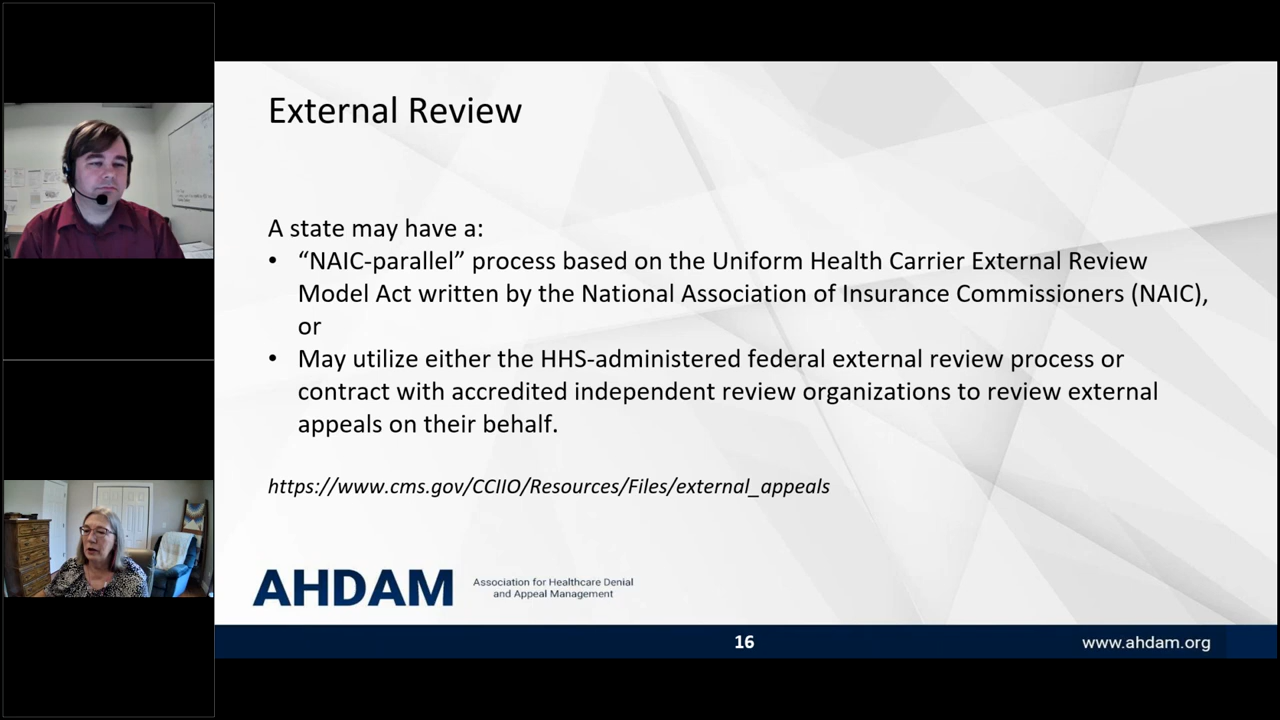 External Review
A state may have a:
• “NAIC-parallel” process based on the Uniform Health Carrier External Review
Model Act written by the National Association of Insurance Commissioners (NAIC),
or
• May utilize either the HHS-administered federal external review process or
contract with accredited independent review organizations to review external
appeals on their behalf.
https://www.cms.gov/CCIIO/Resources/Files/external_appeals
AHDAM
Association for Healthcare Denial
and Appeal Management
16
www.ahdam.org